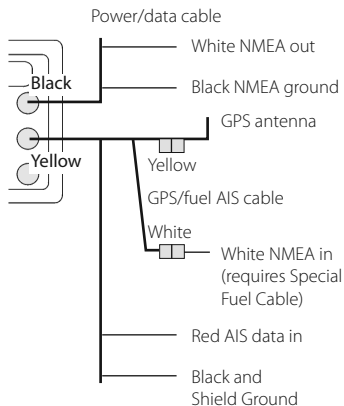 Power/data cable
White NMEA out
Black
Black NMEA ground
GPS antenna
Yellow
Yellow
GPS/fuel AIS cable
White
White NMEA in
(requires Special
Fuel Cable)
Red AIS data in
Black and
Shield Ground